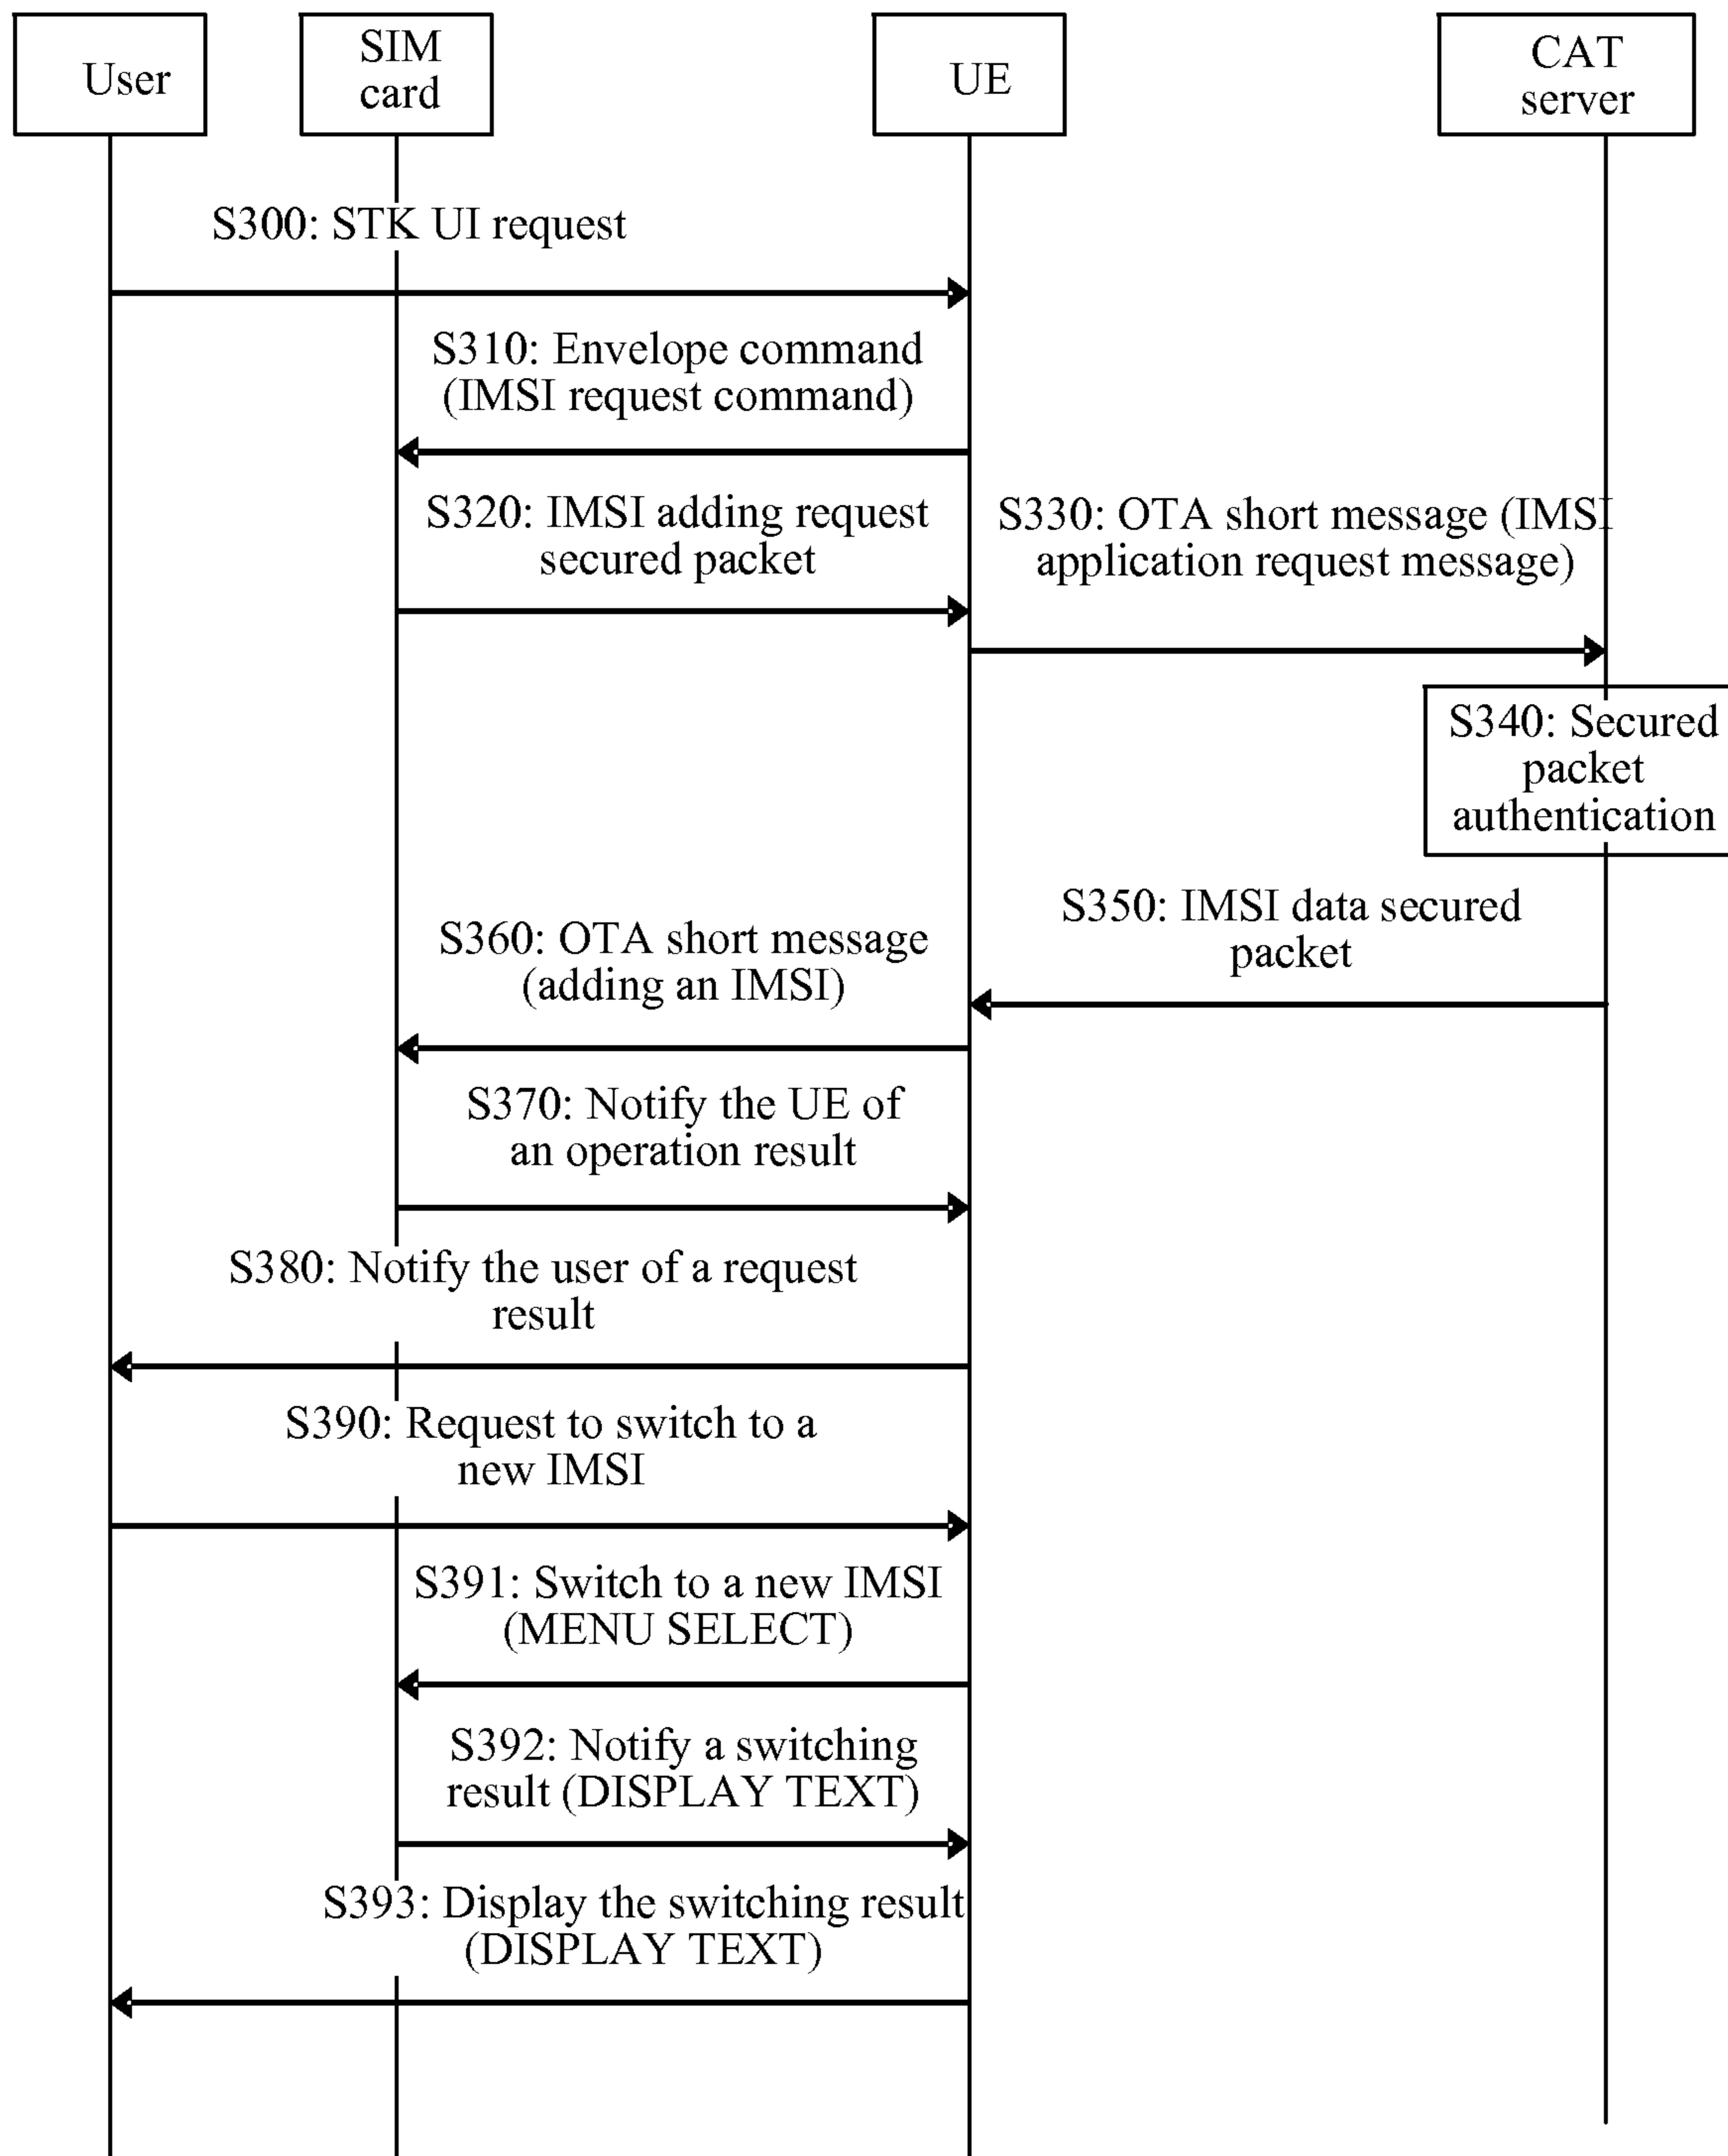 User
SIM
card
UE
CAT
server
S300: STK UI request
S310: Envelope command
(IMSI request command)
S320: IMSI adding request
secured packet
S330: OTA short message (IMSI
application request message)
S340: Secured
packet
authentication
S350: IMSI data secured
packet
S360: OTA short message
(adding an IMSI)
S370: Notify the UE of
an operation result
S380: Notify the user of a request
result
S390: Request to switch to a
new IMSI
S391: Switch to a new IMSI
(MENU SELECT)
S392: Notify a switching
result (DISPLAY TEXT)
S393: Display the switching result
(DISPLAY TEXT)